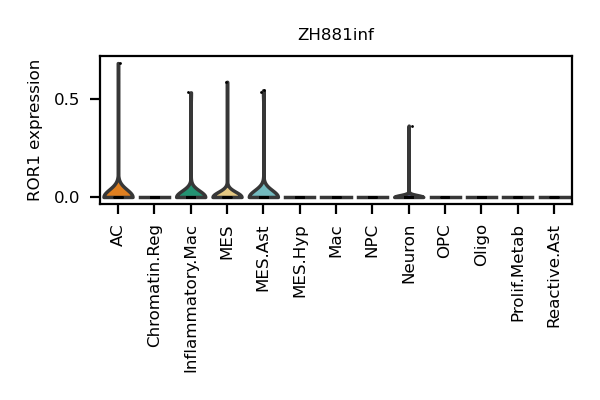 ZH881inf
ROR1 expression
0.5
0.0
AC
Chromatin.Reg
Inflammatory.Mac
MES
MES.Ast
MES.Hyp
Mac
NPC
Neuron
OPC
Oligo
Prolif.Metab
Reactive.Ast